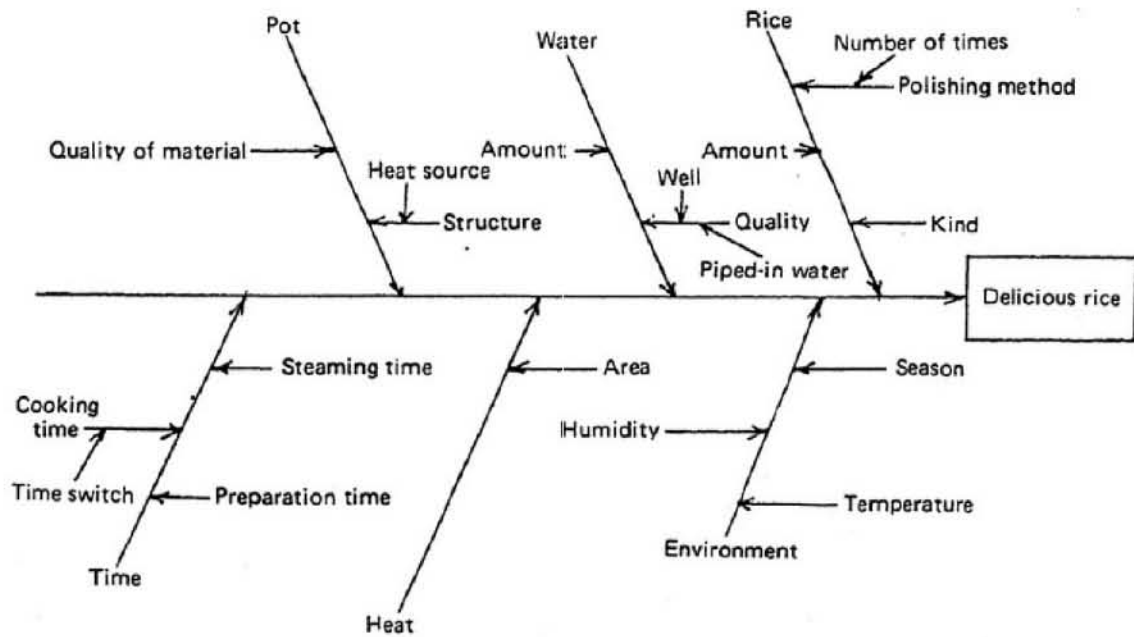 Pot
Water
Rice
Number of times
Polishing method
Quality of material
Heat source
Structure
Amount
Well
Quality
Piped-in water
Amount
Kind
Delicious rice
Steaming time
Cooking
time
Time switch
Preparation time
Time
Area
Heat
Season
Humidity
Temperature
Environment